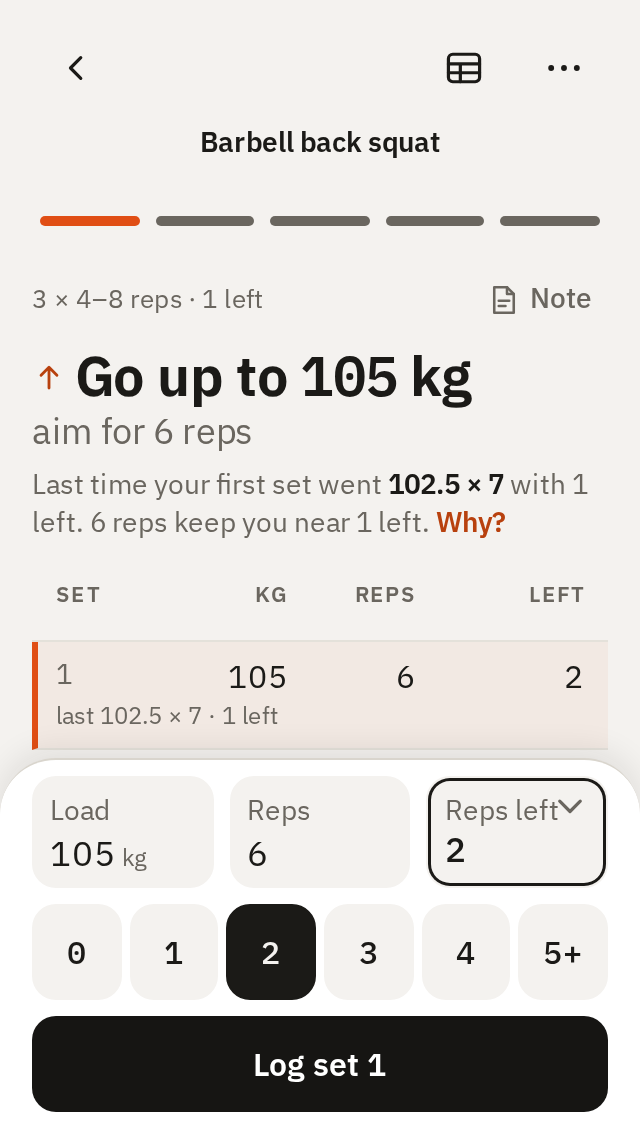 Barbell back squat
3 × 4–8 reps · 1 left
Note
↑ Go up to 105 kg
aim for 6 reps
Last time your first set went 102.5 × 7 with 1
left. 6 reps keep you near 1 left. Why?
SET KG REPS LEFT
1 105 6 2
last 102.5 × 7 · 1 left
Load Reps Reps left
105 kg 6 2
0 1 2 3 4 5+
Log set 1